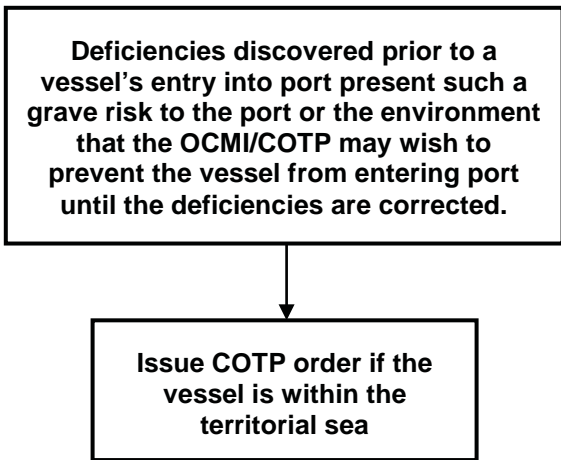 Deficiencies discovered prior to a
vessel’s entry into port present such a
grave risk to the port or the environment
that the OCMI/COTP may wish to
prevent the vessel from entering port
until the deficiencies are corrected.
Issue COTP order if the
vessel is within the
territorial sea